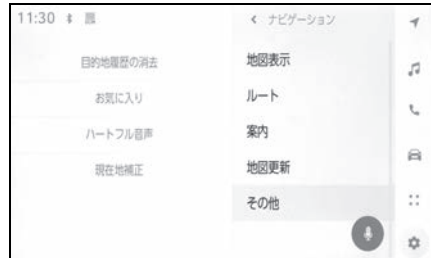 11:30
目的地履歴の消去
お気に入り
ハートフル音声
現在地補正
ナビゲーション
地図表示
ルート
案内
地図更新
その他